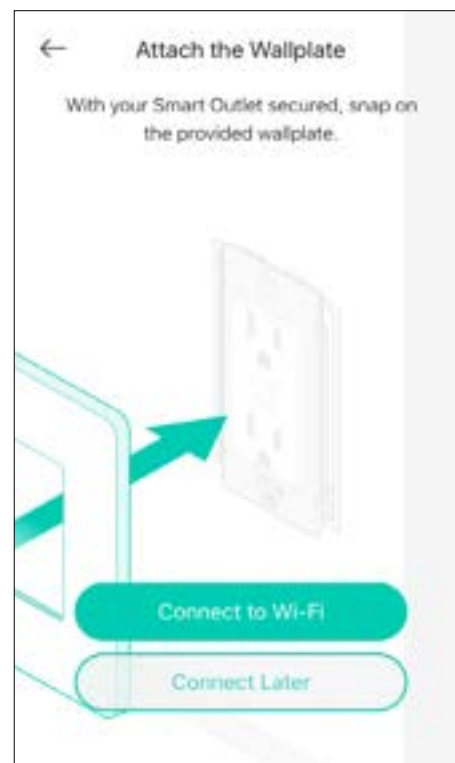 Attach the Wallplate
With your Smart Outlet secured, snap on
the provided wallplate.
Connect to Wi-Fi
Connect Later